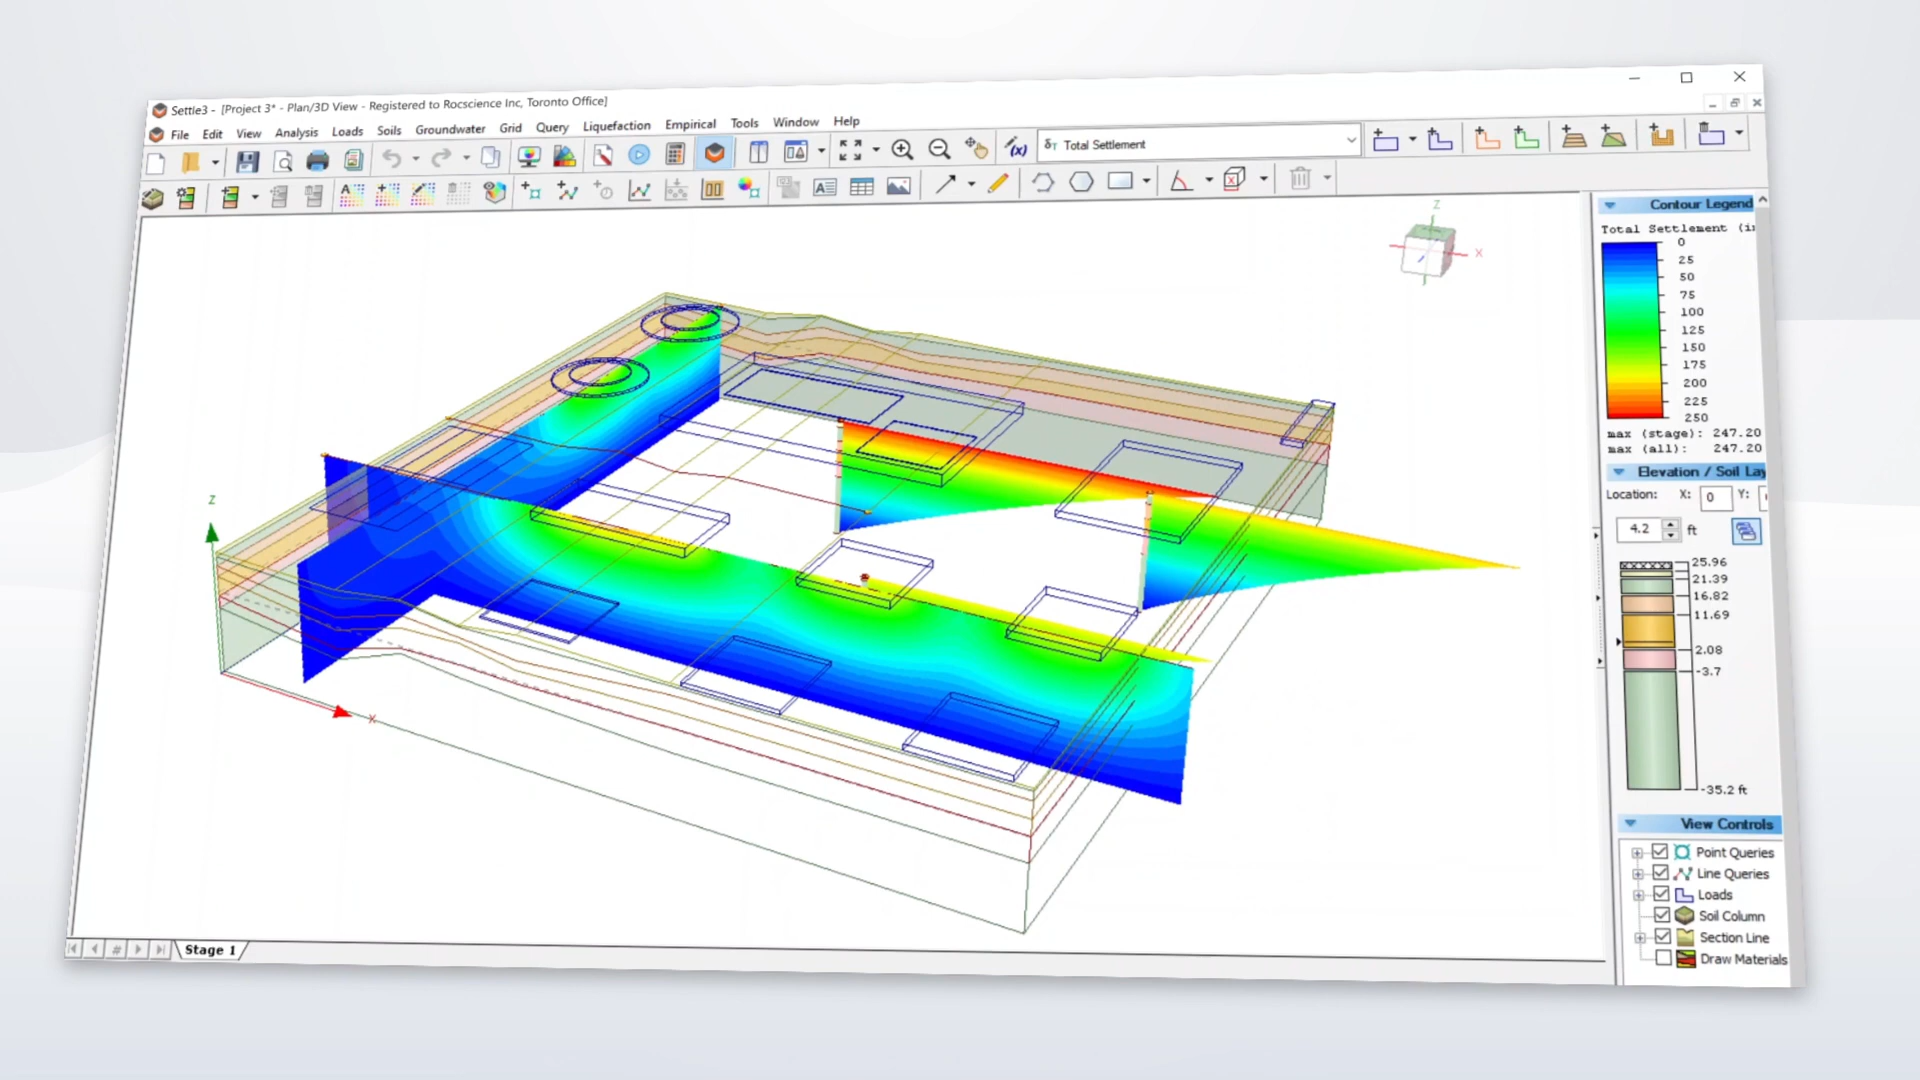 Settle3 - [Project 3* - Plan/3D View - Registered to Rocscience Inc, Toronto Office]
File Edit View Analysis Loads Soils Groundwater Grid Query Liquefaction Empirical Tools Window Help
(x)
δT Total Settlement
Z
X
Z
X
Contour Legend
Total Settlement (in
0
25
50
75
100
125
150
175
200
225
250
max (stage): 247.20
max (all): 247.20
Elevation / Soil Lay
Location: X: 0 Y:
4.2 ft
25.96
21.39
16.82
11.69
2.08
-3.7
-35.2 ft
View Controls
Point Queries
Line Queries
Loads
Soil Column
Section Line
Draw Materials
Stage 1